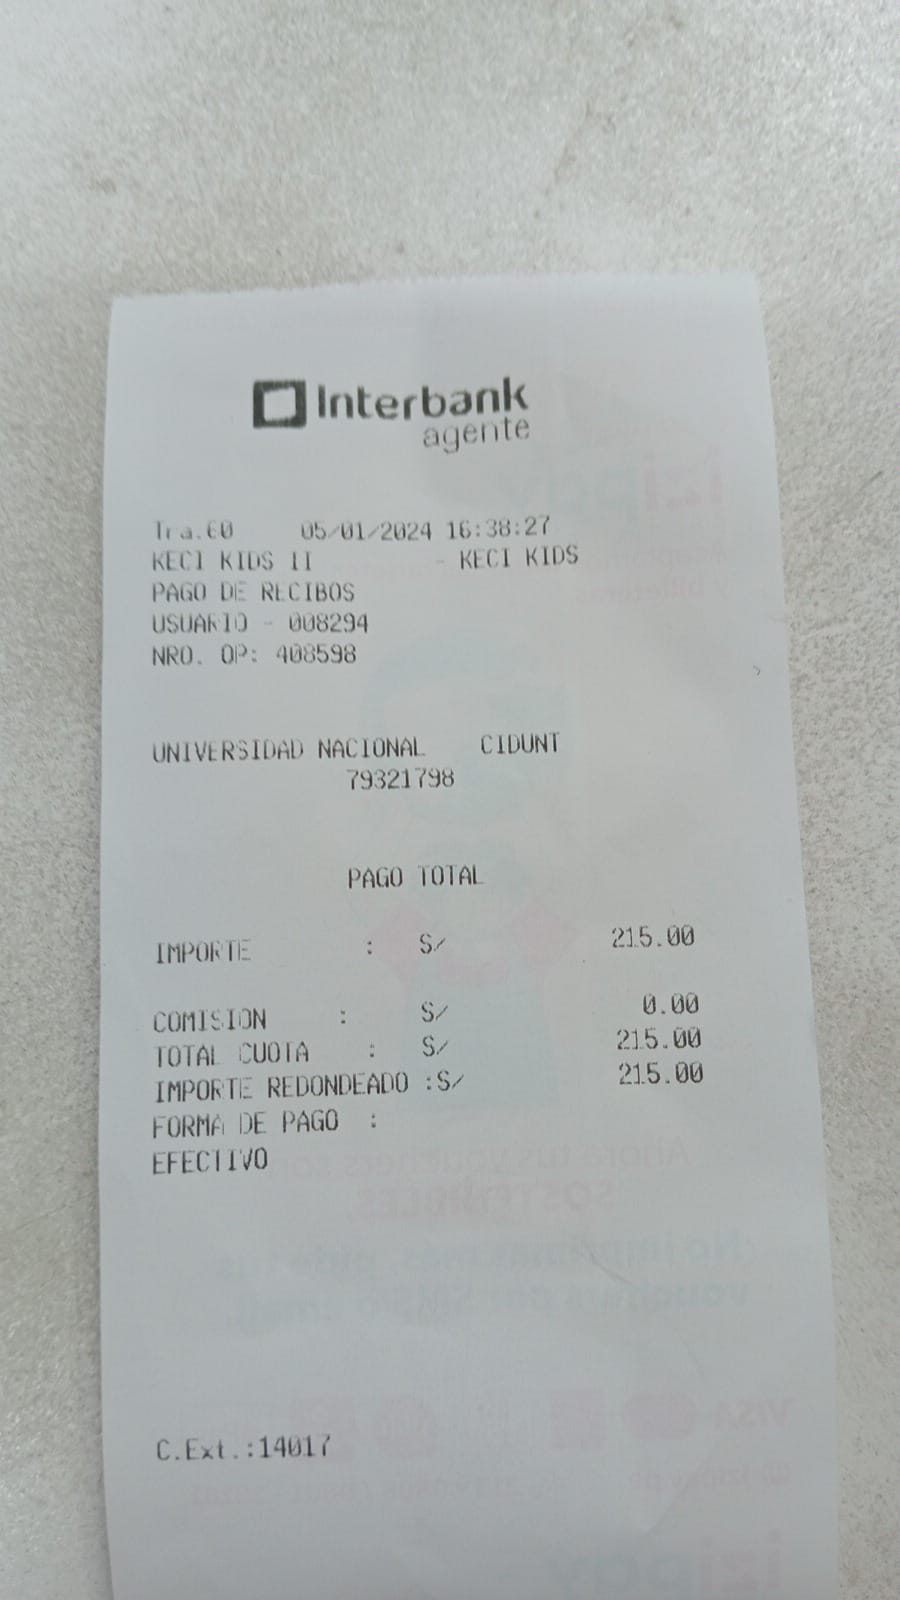 Interbank
agente
Tra.60 05/01/2024 16:38:27
KECI KIDS II - KECI KIDS
PAGO DE RECIBOS
USUARIO - 008294
NRO. OP: 408598
UNIVERSIDAD NACIONAL CIDUNT
79321798
PAGO TOTAL
IMPORTE : S/ 215.00
COMISION : S/ 0.00
TOTAL CUOTA : S/ 215.00
IMPORTE REDONDEADO :S/ 215.00
FORMA DE PAGO :
EFECTIVO
C.Ext.:14017